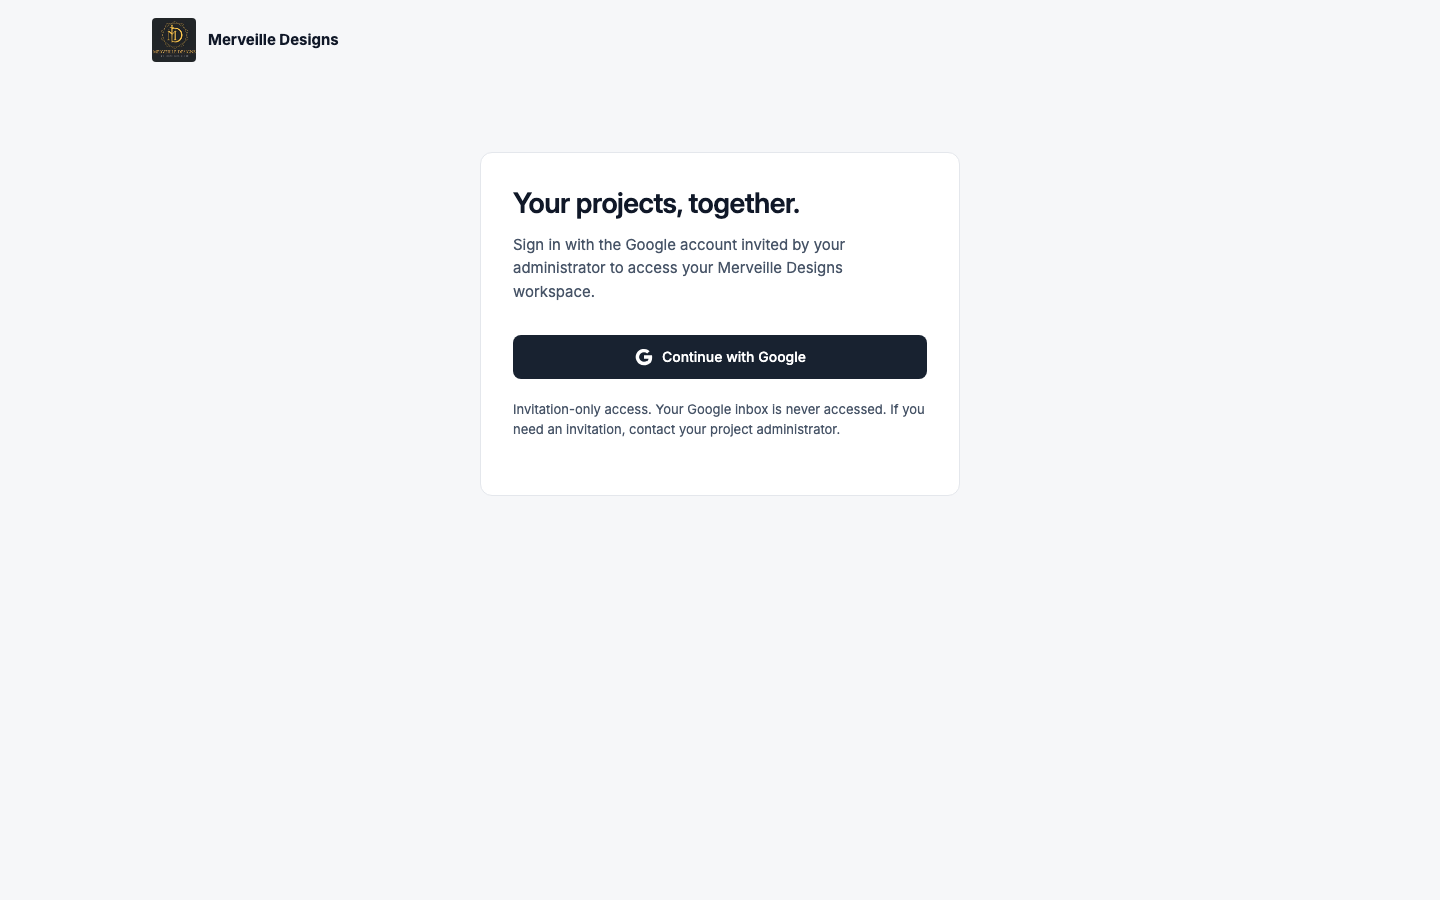 Merveille Designs
Your projects, together.
Sign in with the Google account invited by your
administrator to access your Merveille Designs
workspace.
Continue with Google
Invitation-only access. Your Google inbox is never accessed. If you
need an invitation, contact your project administrator.